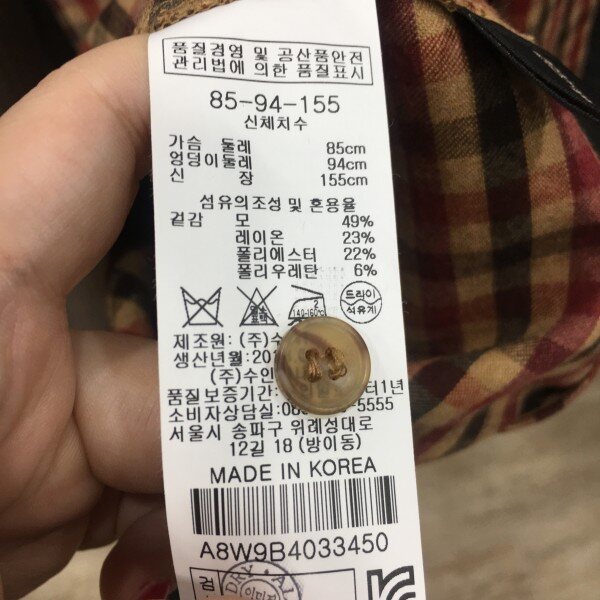 품질경영 및 공산품안전
관리법에 의한 품질표시
85-94-155
신체치수
가슴 둘레 85cm
엉덩이둘레 94cm
신 장 155cm
섬유의조성 및 혼용율
겉감 모 49%
레이온 23%
폴리에스터 22%
폴리우레탄 6%
드라이
석유계
제조원: (주)수
생산년월: 201
(주)수인
품질보증기간: 터1년
소비자상담실: 5555
서울시 송파구 위례성대로
12길 18 (방이동)
MADE IN KOREA
A8W9B4033450
검
DRY